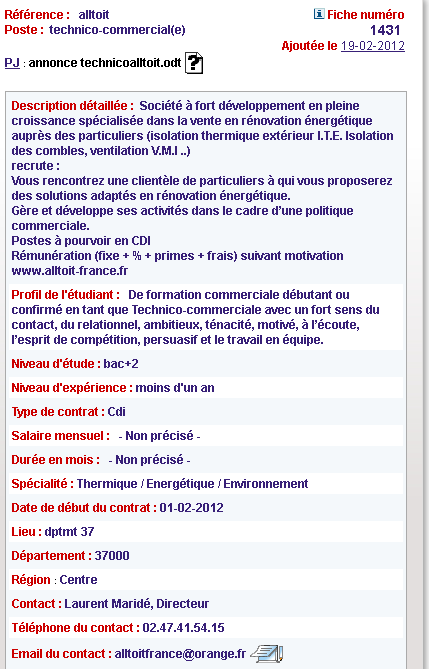 Référence : alltoit
Fiche numéro
Poste : technico-commercial(e)
1431
Ajoutée le 19-02-2012
PJ : annonce technicoalltoit.odt
Description détaillée : Société à fort développement en pleine
croissance spécialisée dans la vente en rénovation énergétique
auprès des particuliers (isolation thermique extérieur I.T.E. Isolation
des combles, ventilation V.M.I ..)
recrute :
Vous rencontrez une clientèle de particuliers à qui vous proposerez
des solutions adaptés en rénovation énergétique.
Gère et développe ses activités dans le cadre d'une politique
commerciale.
Postes à pourvoir en CDI
Rémunération (fixe + % + primes + frais) suivant motivation
www.alltoit-france.fr
Profil de l'étudiant : De formation commerciale débutant ou
confirmé en tant que Technico-commerciale avec un fort sens du
contact, du relationnel, ambitieux, ténacité, motivé, à l'écoute,
l'esprit de compétition, persuasif et le travail en équipe.
Niveau d'étude : bac+2
Niveau d'expérience : moins d'un an
Type de contrat : Cdi
Salaire mensuel : - Non précisé -
Durée en mois : - Non précisé -
Spécialité : Thermique / Energétique / Environnement
Date de début du contrat : 01-02-2012
Lieu : dptmt 37
Département : 37000
Région : Centre
Contact : Laurent Maridé, Directeur
Téléphone du contact : 02.47.41.54.15
Email du contact : alltoitfrance@orange.fr